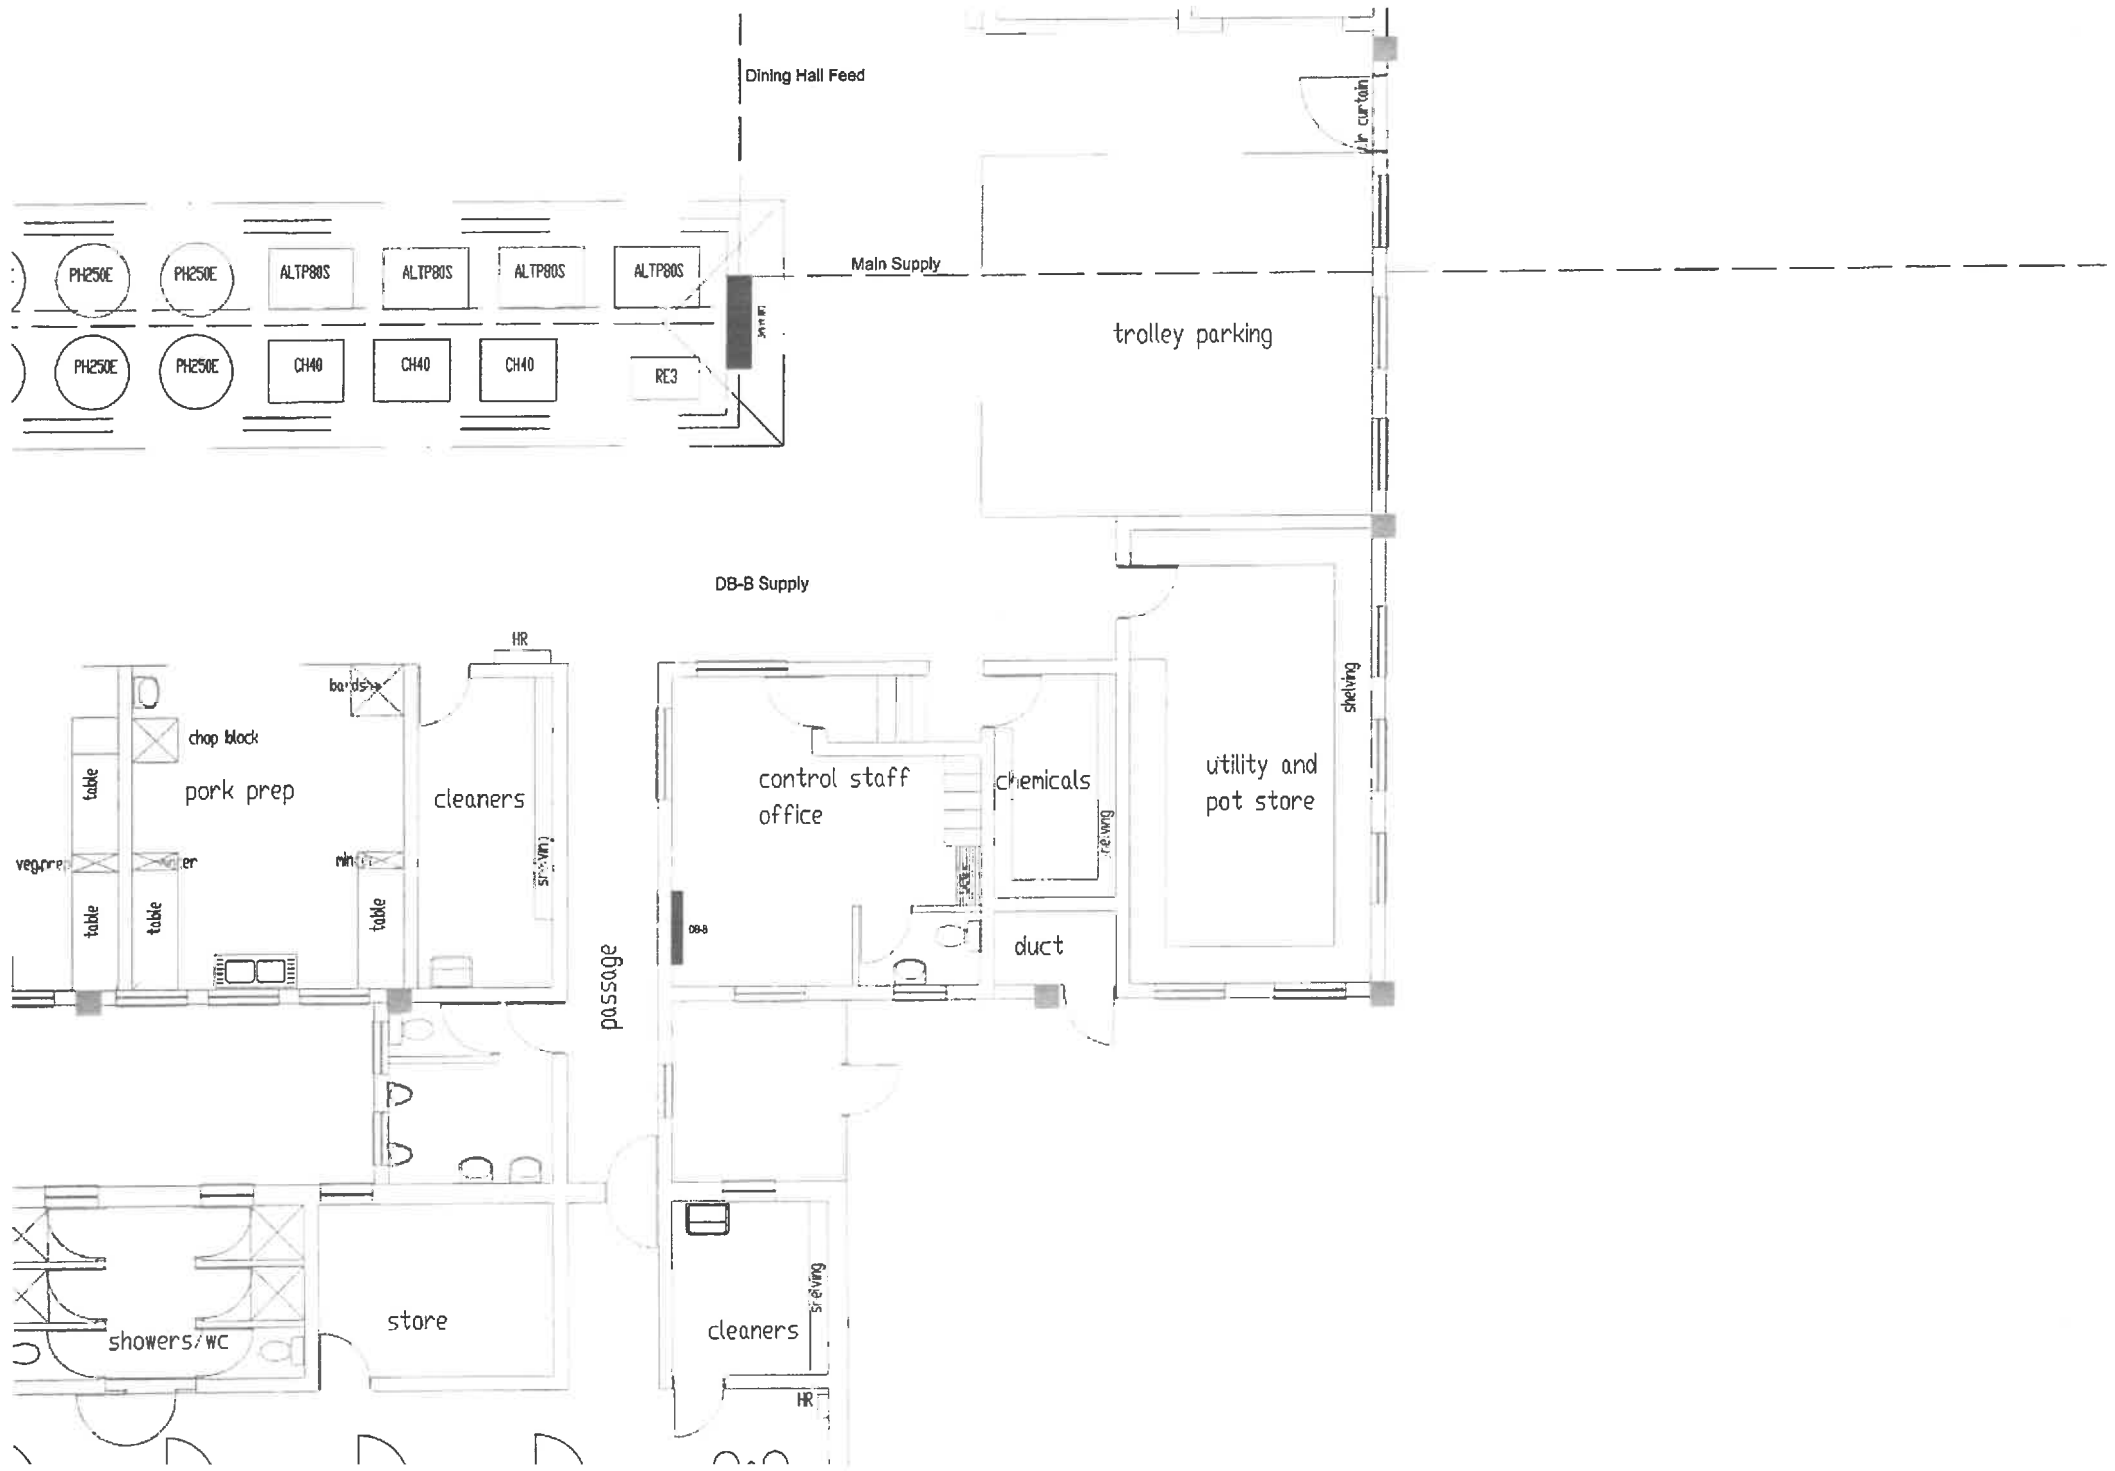 Dining Hall Feed
curtain
Main Supply
PH250E
PH250E
ALTP80S
ALTP80S
ALTP80S
ALTP80S
PH250E
PH250E
CH40
CH40
CH40
RE3
trolley parking
DB-B Supply
HR
chop block
pork prep
table
cleaners
control staff
office
chemicals
utility and
pot store
shelving
table
table
table
DB-B
duct
passage
showers/wc
store
cleaners
HR